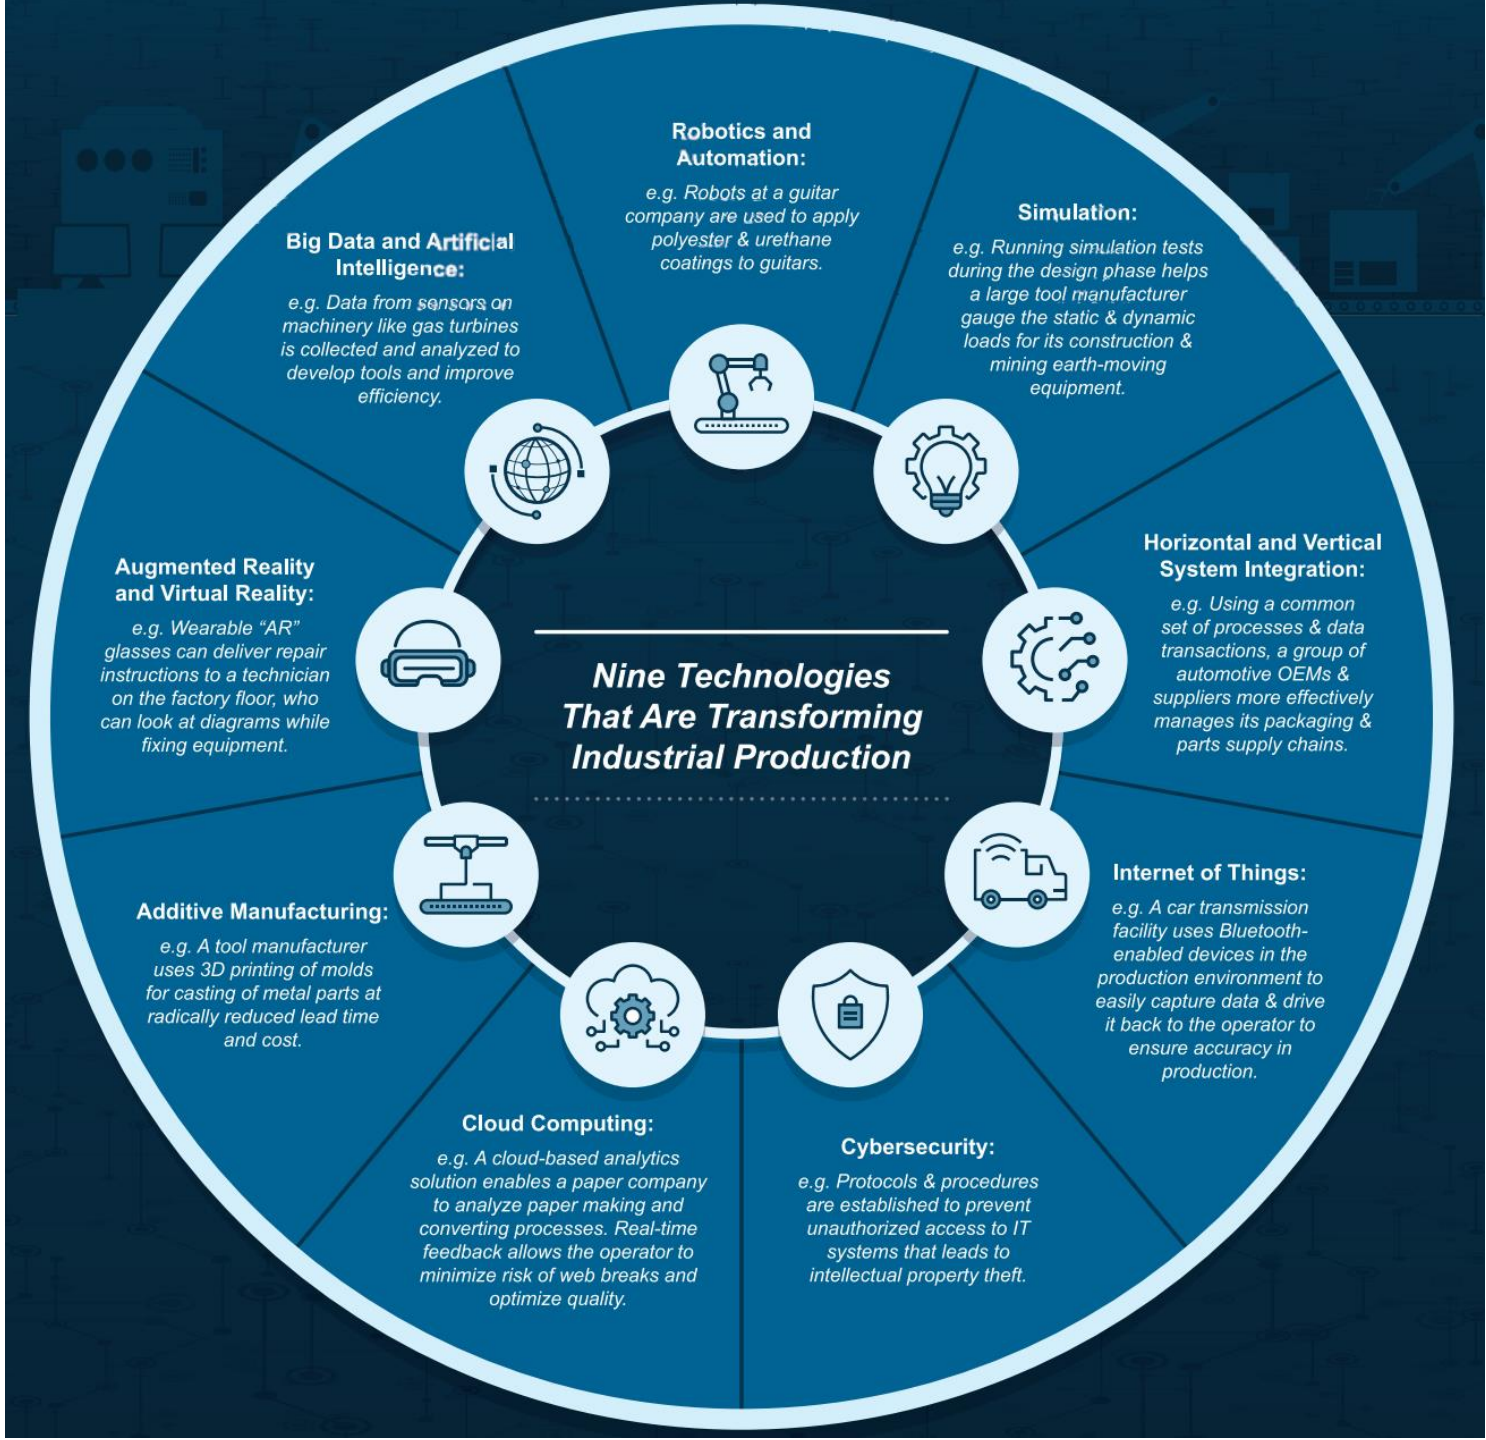 Nine Technologies
That Are Transforming
Industrial Production
Robotics and
Automation:
e.g. Robots at a guitar
company are used to apply
polyester & urethane
coatings to guitars.
Simulation:
e.g. Running simulation tests
during the design phase helps
a large tool manufacturer
gauge the static & dynamic
loads for its construction &
mining earth-moving
equipment.
Horizontal and Vertical
System Integration:
e.g. Using a common
set of processes & data
transactions, a group of
automotive OEMs &
suppliers more effectively
manages its packaging &
parts supply chains.
Internet of Things:
e.g. A car transmission
facility uses Bluetooth-
enabled devices in the
production environment to
easily capture data & drive
it back to the operator to
ensure accuracy in
production.
Cybersecurity:
e.g. Protocols & procedures
are established to prevent
unauthorized access to IT
systems that leads to
intellectual property theft.
Cloud Computing:
e.g. A cloud-based analytics
solution enables a paper company
to analyze paper making and
converting processes. Real-time
feedback allows the operator to
minimize risk of web breaks and
optimize quality.
Additive Manufacturing:
e.g. A tool manufacturer
uses 3D printing of molds
for casting of metal parts at
radically reduced lead time
and cost.
Augmented Reality
and Virtual Reality:
e.g. Wearable “AR”
glasses can deliver repair
instructions to a technician
on the factory floor, who
can look at diagrams while
fixing equipment.
Big Data and Artificial
Intelligence:
e.g. Data from sensors on
machinery like gas turbines
is collected and analyzed to
develop tools and improve
efficiency.